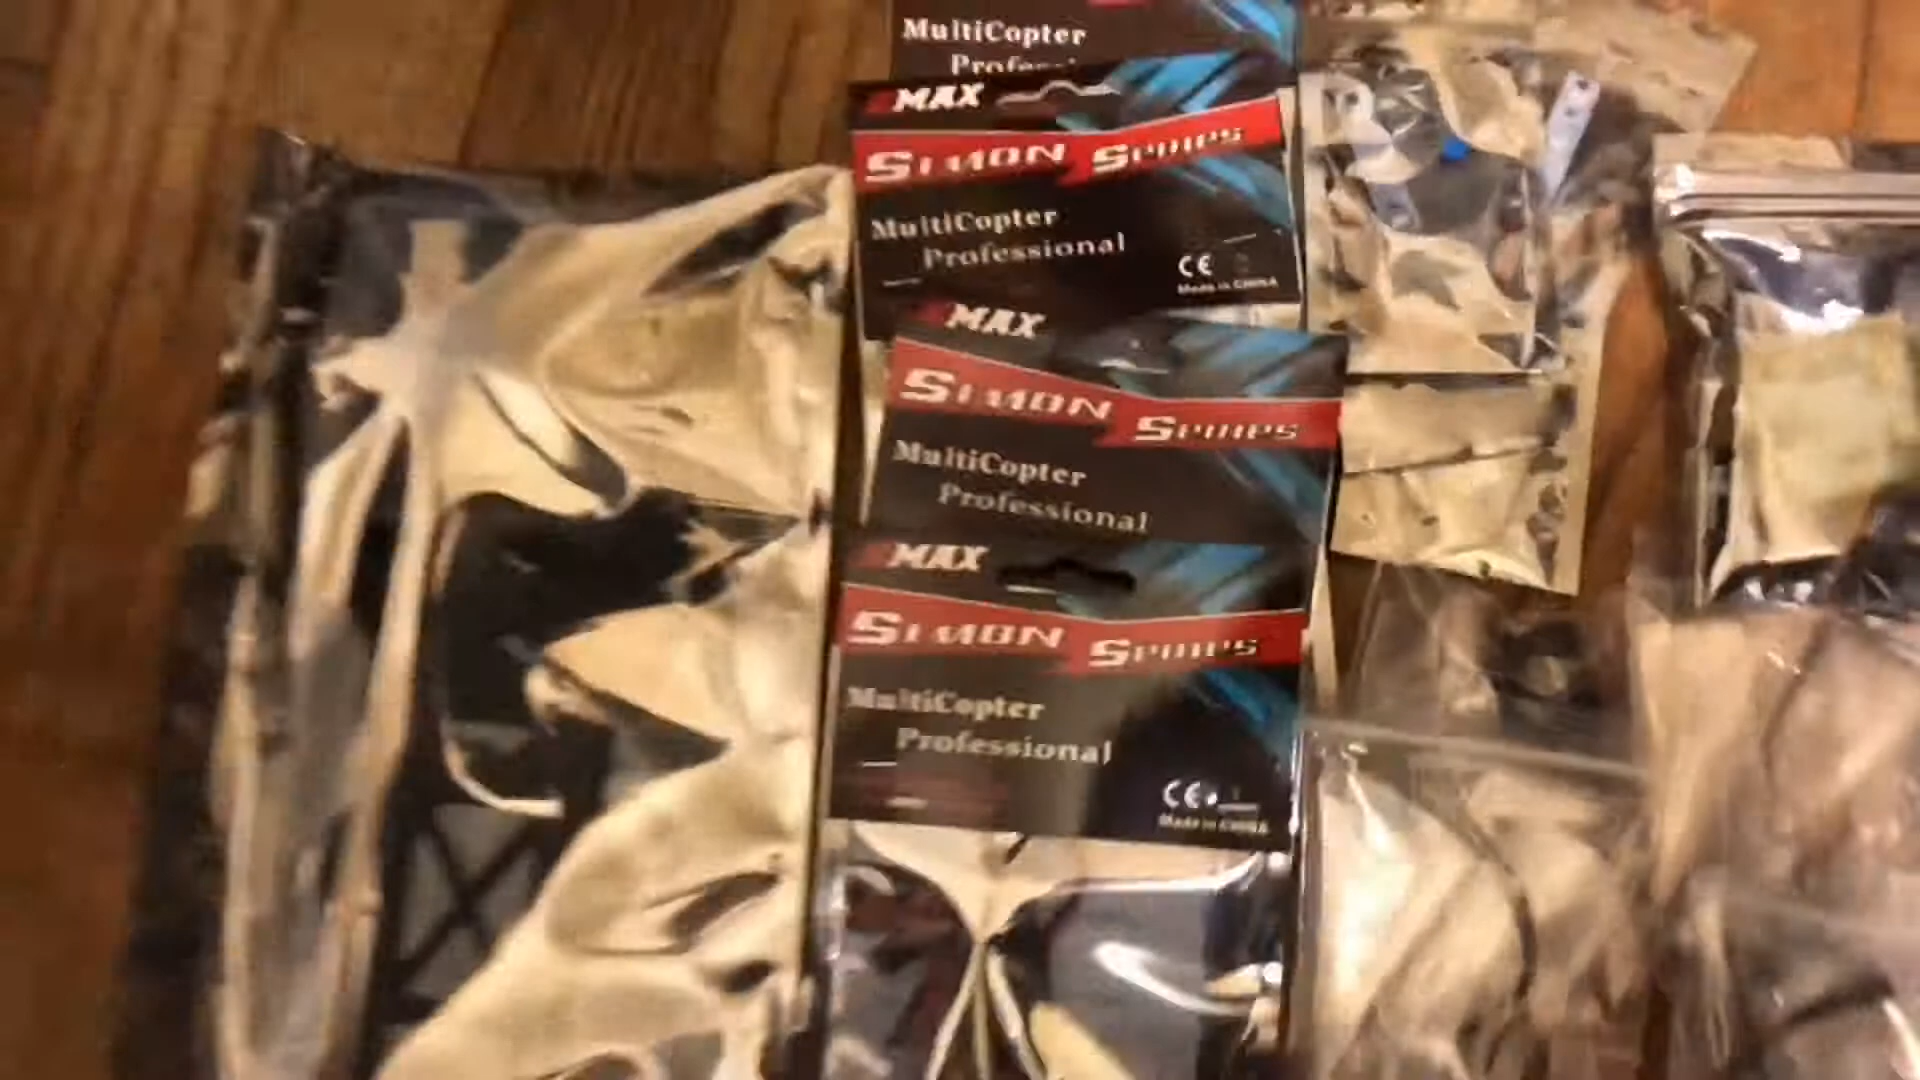 MultiCopter
MAX
SIMON SERIES
MultiCopter
Professional
CE
Made in CHINA
MAX
SIMON SERIES
MultiCopter
Professional
MAX
SIMON SERIES
MultiCopter
Professional
CE
Made in CHINA